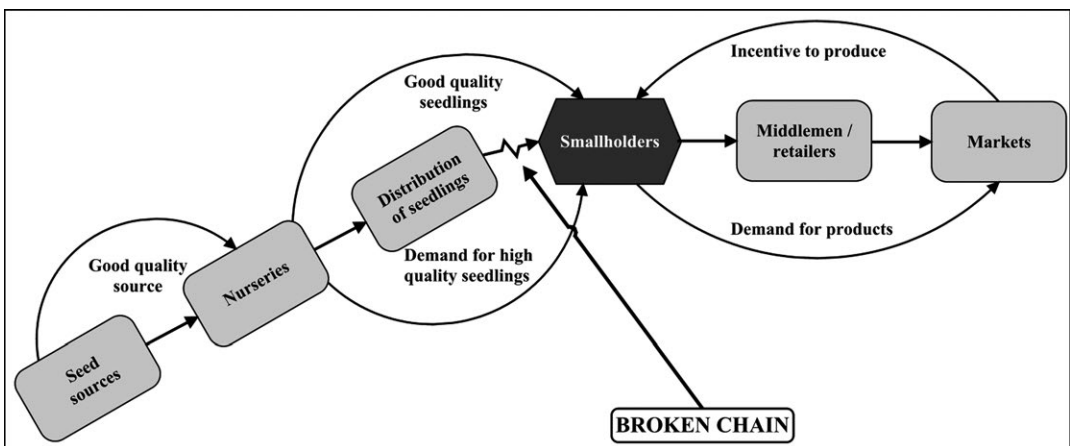 Incentive to produce
Good quality
seedlings
Smallholders
Middlemen /
retailers
Markets
Distribution
of seedlings
Demand for products
Demand for high
quality seedlings
Good quality
source
Nurseries
Seed
sources
BROKEN CHAIN